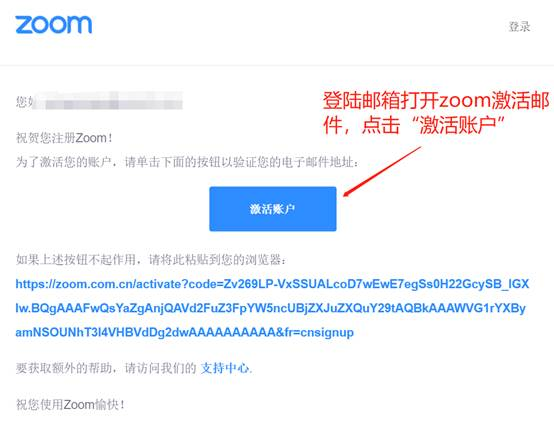 zoom
登录
您好
祝贺您注册Zoom！
为了激活您的账户，请单击下面的按钮以验证您的电子邮件地址：
登陆邮箱打开zoom激活邮
件，点击“激活账户”
激活账户
如果上述按钮不起作用，请将此粘贴到您的浏览器：
https://zoom.com.cn/activate?code=Zv269LP-VxSSUALcoD7wEwE7egSs0H22GcySB_IGX
Iw.BQgAAAFwQsYaZgAnjQAVd2FuZ3FpYW5ncUBjZXJuZXQuY29tAQBkAAAWVG1rYXBy
amNSOUNhT3l4VHBVdDg2dwAAAAAAAAAA&fr=cnsignup
要获取额外的帮助，请访问我们的 支持中心.
祝您使用Zoom愉快！